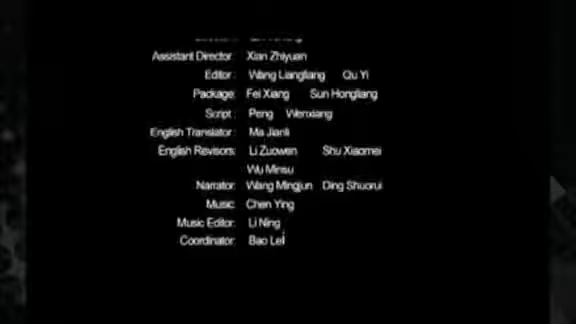 Assistant Director: Xian Zhiyuan
Editor: Wang Liangliang Qu Yi
Package: Fei Xiang Sun Hongliang
Script: Peng Wenxiang
English Translator: Ma Jianli
English Revisors: Li Zuowen Shu Xiaomei
Wu Minsu
Narrator: Wang Mingjun Ding Shuorui
Music: Chen Ying
Music Editor: Li Ning
Coordinator: Bao Lei